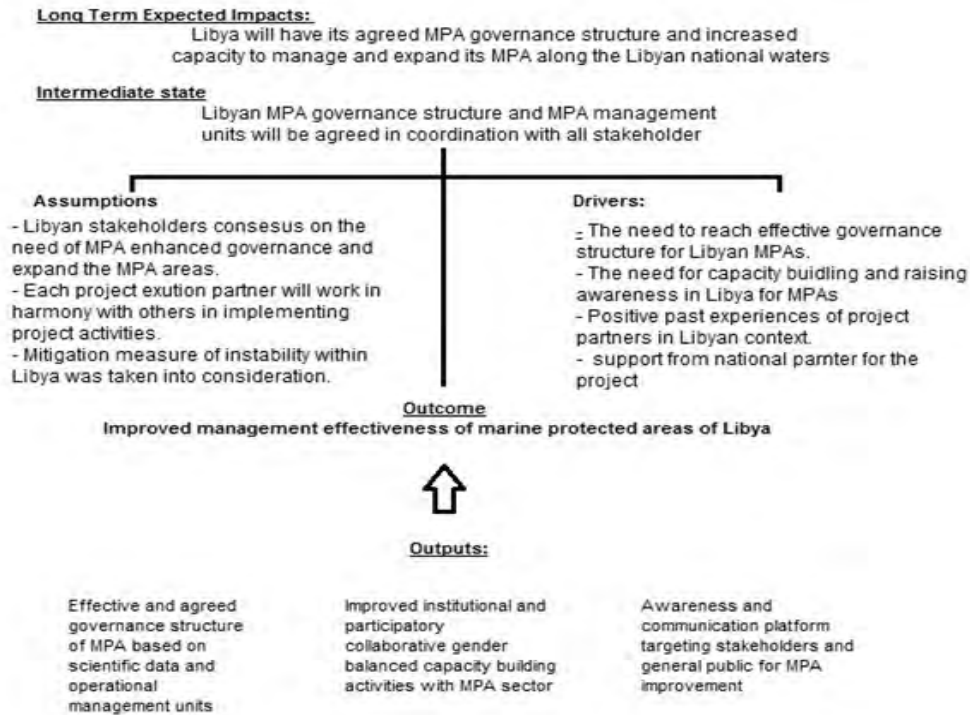 Long Term Expected Impacts:
Libya will have its agreed MPA governance structure and increased
capacity to manage and expand its MPA along the Libyan national waters
Intermediate state
Libyan MPA governance structure and MPA management
units will be agreed in coordination with all stakeholder
Assumptions
- Libyan stakeholders consesus on the
need of MPA enhanced governance and
expand the MPA areas.
- Each project exution partner will work in
harmony with others in implementing
project activities.
- Mitigation measure of instability within
Libya was taken into consideration.
Drivers:
- The need to reach effective governance
structure for Libyan MPAs.
- The need for capacity buidling and raising
awareness in Libya for MPAs
- Positive past experiences of project
partners in Libyan context.
- support from national parnter for the
project
Outcome
Improved management effectiveness of marine protected areas of Libya
Outputs:
Effective and agreed
governance structure
of MPA based on
scientific data and
operational
management units
Improved institutional and
participatory
collaborative gender
balanced capacity building
activities with MPA sector
Awareness and
communication platform
targeting stakeholders and
general public for MPA
improvement